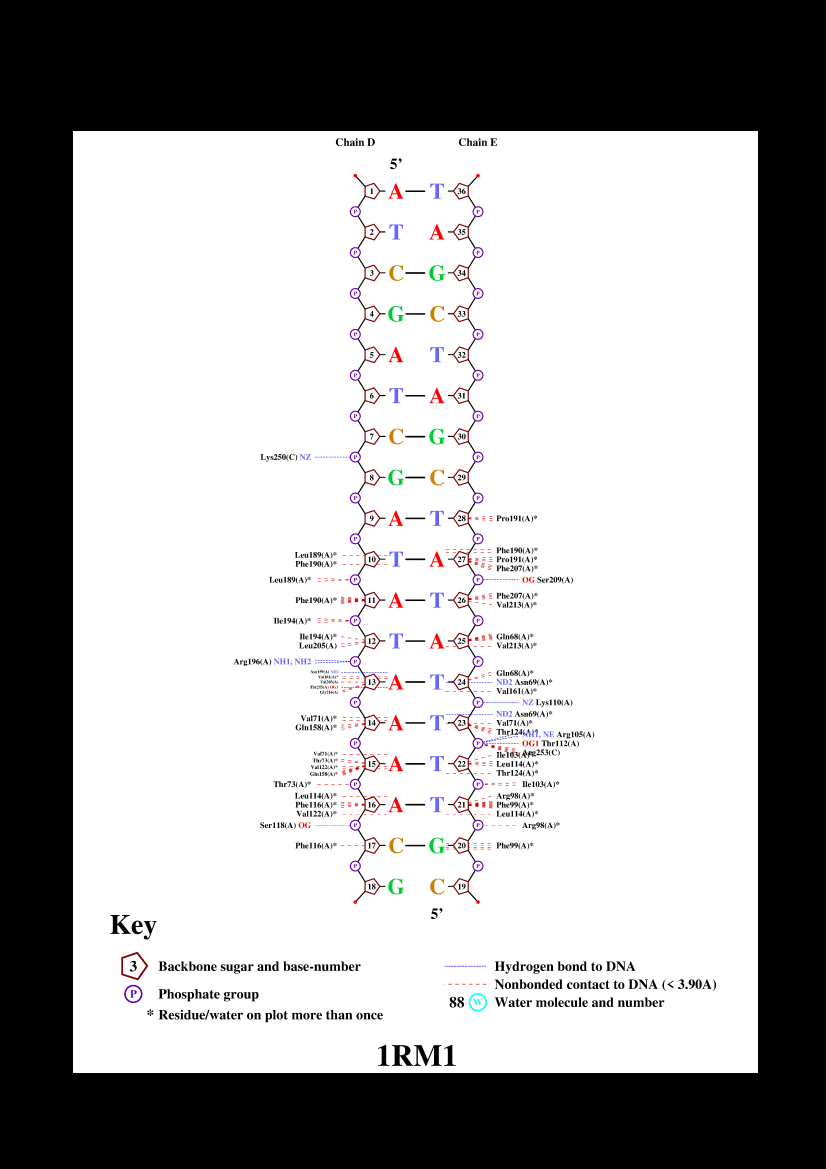 Chain D Chain E
5'
1 A T 36
P P
2 T A 35
P P
3 C G 34
P P
4 G C 33
P P
5 A T 32
P P
6 T A 31
P P
7 C G 30
Lys250(C) NZ P P
8 G C 29
P P
9 A T 28 Pro191(A)*
P P
Phe190(A)*
Leu189(A)*
10 T A 27 Pro191(A)*
Phe190(A)*
Phe207(A)*
Leu189(A)* P P OG Ser209(A)
Phe207(A)*
Phe190(A)* 11 A T 26
Val213(A)*
Ile194(A)* P P
Ile194(A)* Gln68(A)*
12 T A 25
Leu205(A) Val213(A)*
Arg196(A) NH1, NH2 P P
Gln68(A)*
Val161(A)*
Val205(A)
13 A T 24 ND2 Asn69(A)*
Val161(A)*
P P NZ Lys110(A)
ND2 Asn69(A)*
Val71(A)* 14 A T 23 Val71(A)*
Gln158(A)* Thr124(A)*
NH1, NE Arg105(A)
P P OG1 Thr112(A)
Arg253(C)
Val71(A)* Ile103(A)*
Thr73(A)* 15 A T 22 Leu114(A)*
Val122(A)*
Gln158(A)* Thr124(A)*
Thr73(A)* P P Ile103(A)*
Leu114(A)* Arg98(A)*
Phe116(A)* 16 A T 21 Phe99(A)*
Val122(A)* Leu114(A)*
Ser118(A) OG P P Arg98(A)*
Phe116(A)* 17 C G 20 Phe99(A)*
P P
18 G C 19
5'
Key
3 Backbone sugar and base-number
P Phosphate group
* Residue/water on plot more than once
Hydrogen bond to DNA
Nonbonded contact to DNA (< 3.90A)
88 W Water molecule and number
1RM1